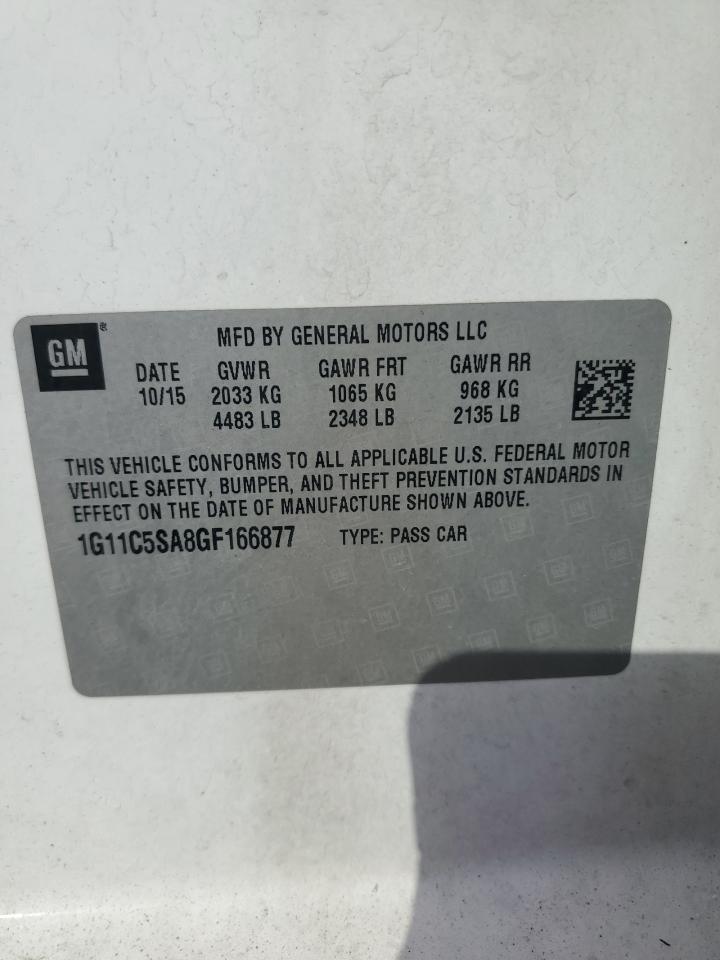 GM ®
MFD BY GENERAL MOTORS LLC
DATE GVWR GAWR FRT GAWR RR
10/15 2033 KG 1065 KG 968 KG
4483 LB 2348 LB 2135 LB
THIS VEHICLE CONFORMS TO ALL APPLICABLE U.S. FEDERAL MOTOR
VEHICLE SAFETY, BUMPER, AND THEFT PREVENTION STANDARDS IN
EFFECT ON THE DATE OF MANUFACTURE SHOWN ABOVE.
1G11C5SA8GF166877 TYPE: PASS CAR